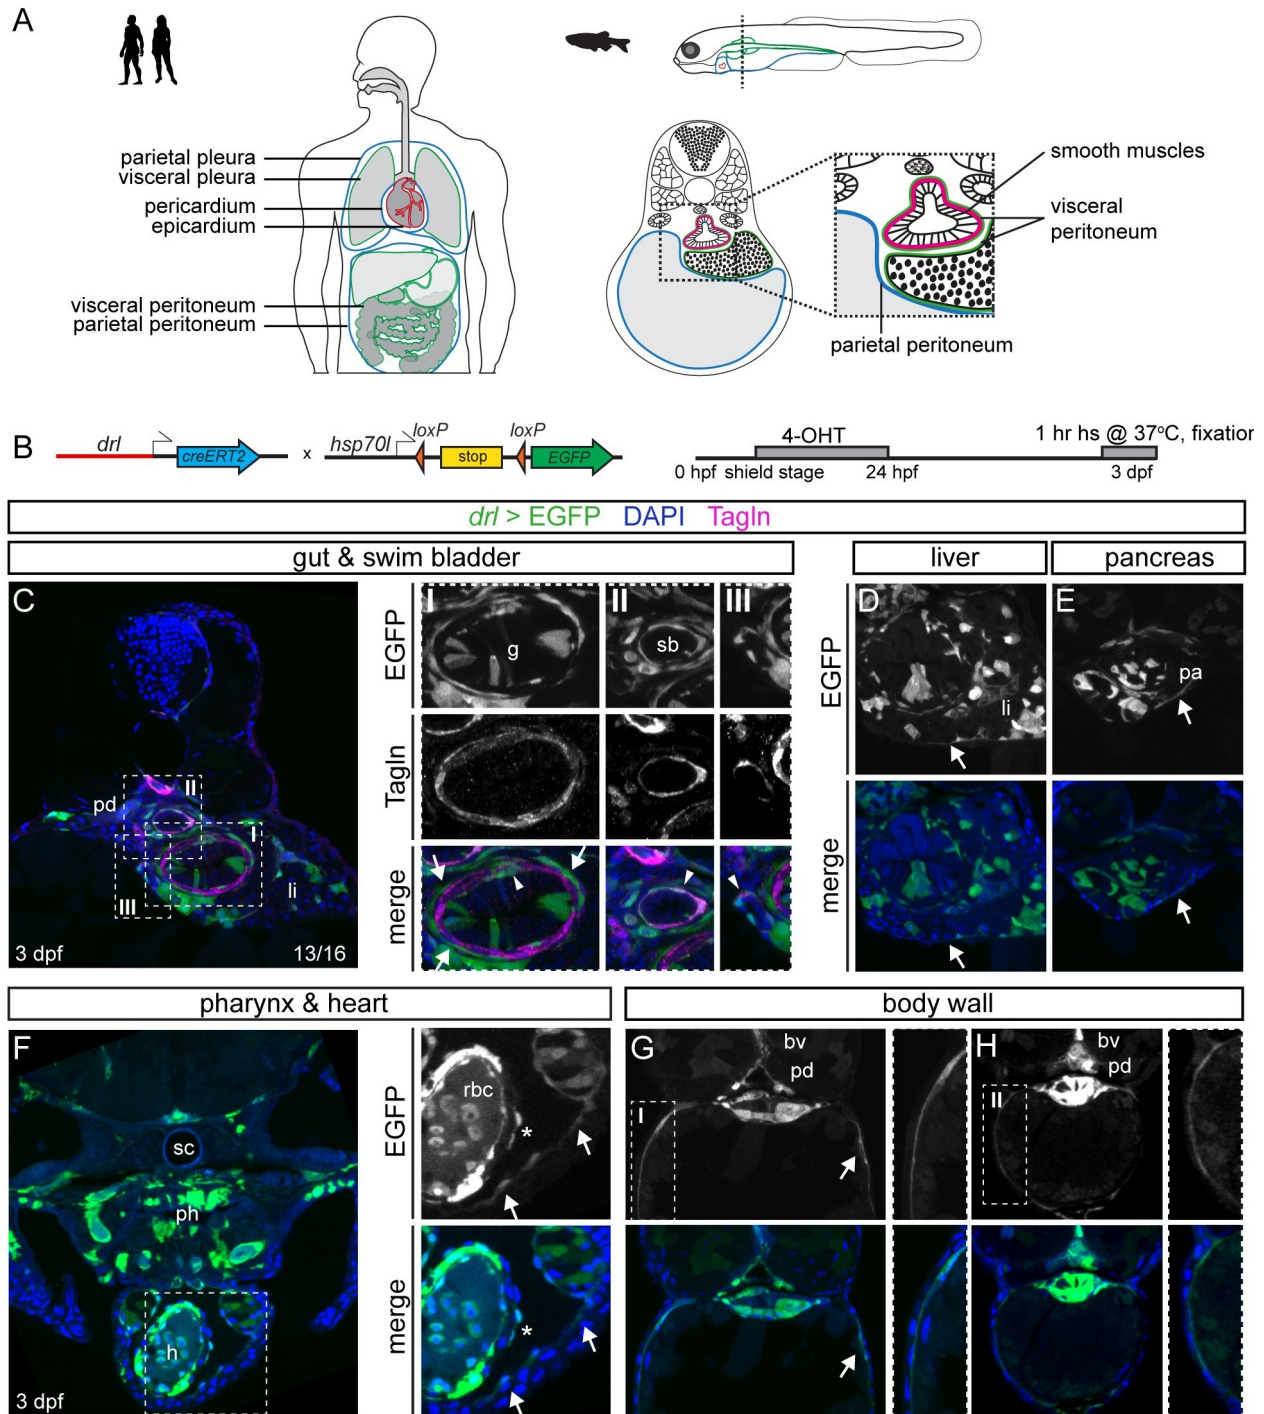 A
parietal pleura
visceral pleura
pericardium
epicardium
visceral peritoneum
parietal peritoneum
smooth muscles
visceral
peritoneum
parietal peritoneum
B
drl
creERT2
x
hsp70l
loxP
stop
loxP
EGFP
4-OHT
1 hr hs @ 37ºC, fixation
0 hpf
shield stage
24 hpf
3 dpf
drl > EGFP DAPI Tagln
gut & swim bladder
liver
pancreas
C
pd
II
I
III
li
3 dpf
13/16
EGFP
Tagln
merge
I
g
II
sb
III
EGFP
merge
D
li
E
pa
pharynx & heart
body wall
F
sc
ph
h
3 dpf
EGFP
merge
rbc
*
*
G
bv
pd
I
H
bv
pd
II